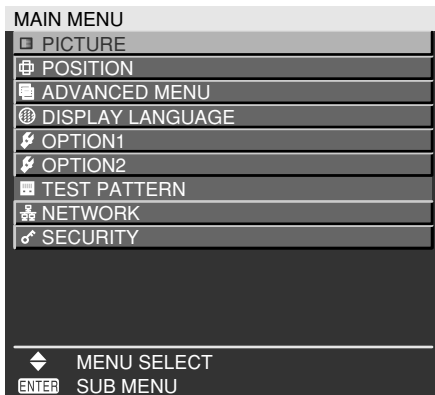 MAIN MENU
PICTURE
POSITION
ADVANCED MENU
DISPLAY LANGUAGE
OPTION1
OPTION2
TEST PATTERN
NETWORK
SECURITY
MENU SELECT
ENTER SUB MENU